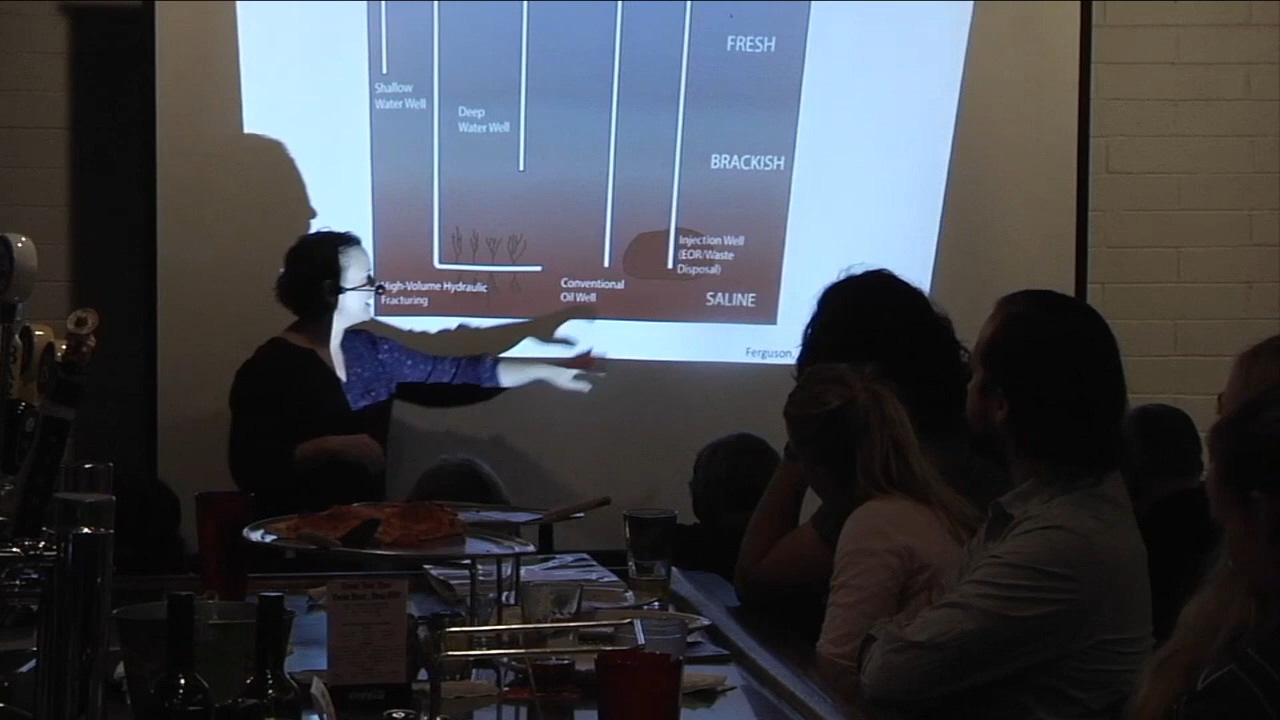 FRESH
Shallow
Water Well
Deep
Water Well
BRACKISH
Injection Well
(EOR/Waste
Disposal)
High-Volume Hydraulic
Fracturing
Conventional
Oil Well
SALINE
Ferguson,